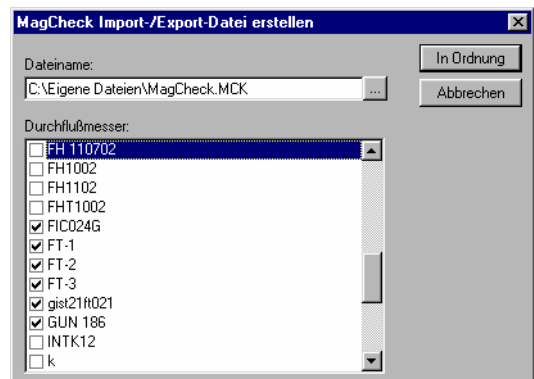 MagCheck Import-/Export-Datei erstellen
Dateiname:
In Ordnung
C:\Eigene Dateien\MagCheck.MCK
...
Abbrechen
Durchflußmesser:
FH 110702
FH1002
FH1102
FHT1002
FIC024G
FT-1
FT-2
FT-3
gist21ft021
GUN 186
INTK12
k